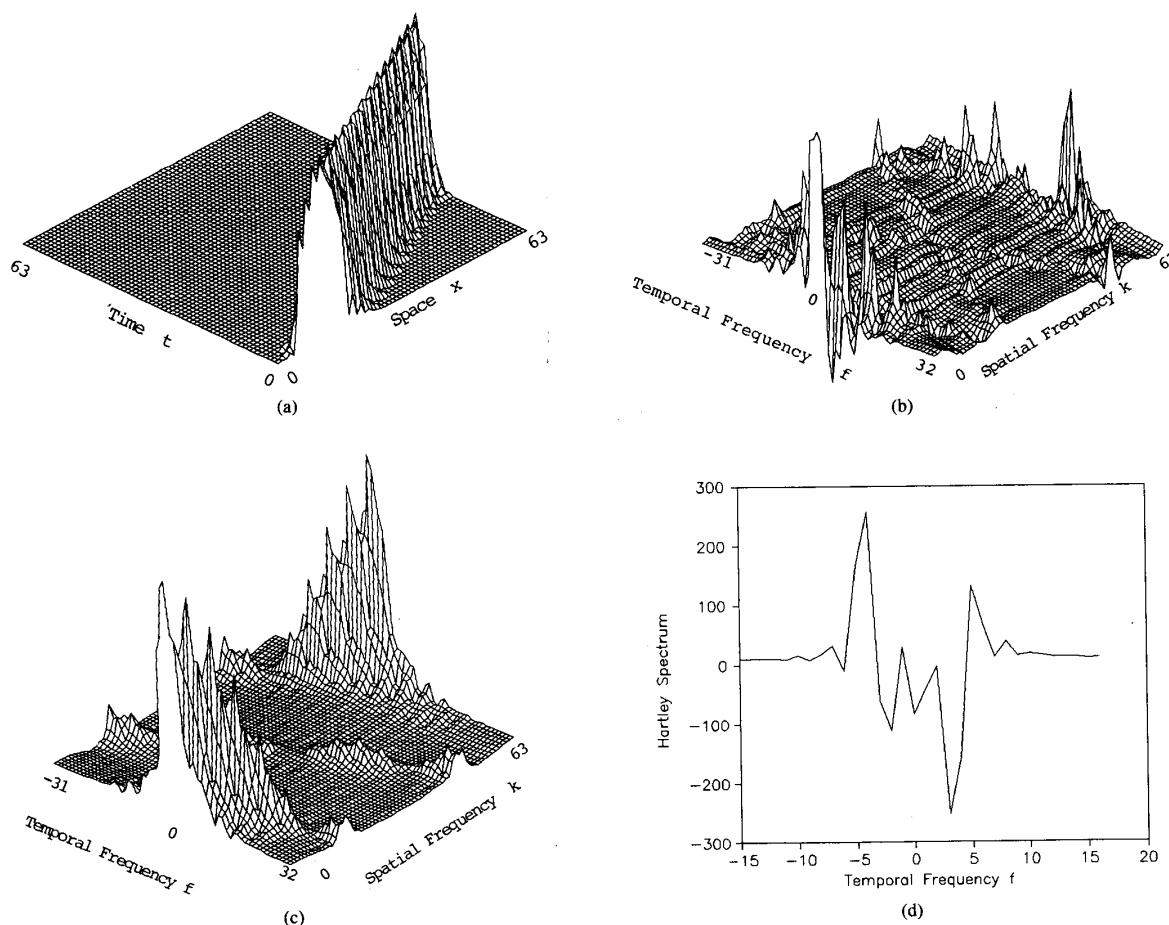 63
'Time t
0 0
Space x
63
(a)
-31
Temporal Frequency f
0
32 0
Spatial Frequency k
(b)
-31
Temporal Frequency f
0
32 0
Spatial Frequency k
63
(c)
300
200
100
0
-100
-200
-300
Hartley Spectrum
-15 -10 -5 0 5 10 15 20
Temporal Frequency f
(d)